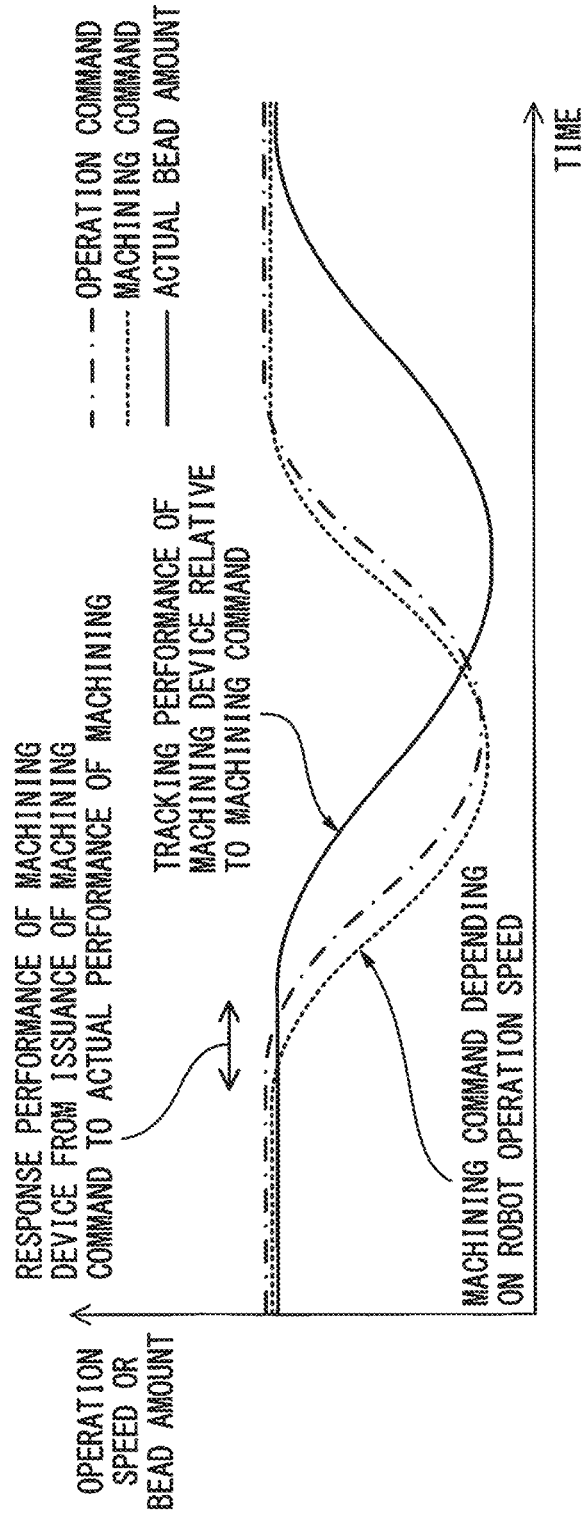 OPERATION
SPEED OR
BEAD AMOUNT
RESPONSE PERFORMANCE OF MACHINING
DEVICE FROM ISSUANCE OF MACHINING
COMMAND TO ACTUAL PERFORMANCE OF MACHINING
TRACKING PERFORMANCE OF
MACHINING DEVICE RELATIVE
TO MACHINING COMMAND
OPERATION COMMAND
MACHINING COMMAND
ACTUAL BEAD AMOUNT
MACHINING COMMAND DEPENDING
ON ROBOT OPERATION SPEED
TIME